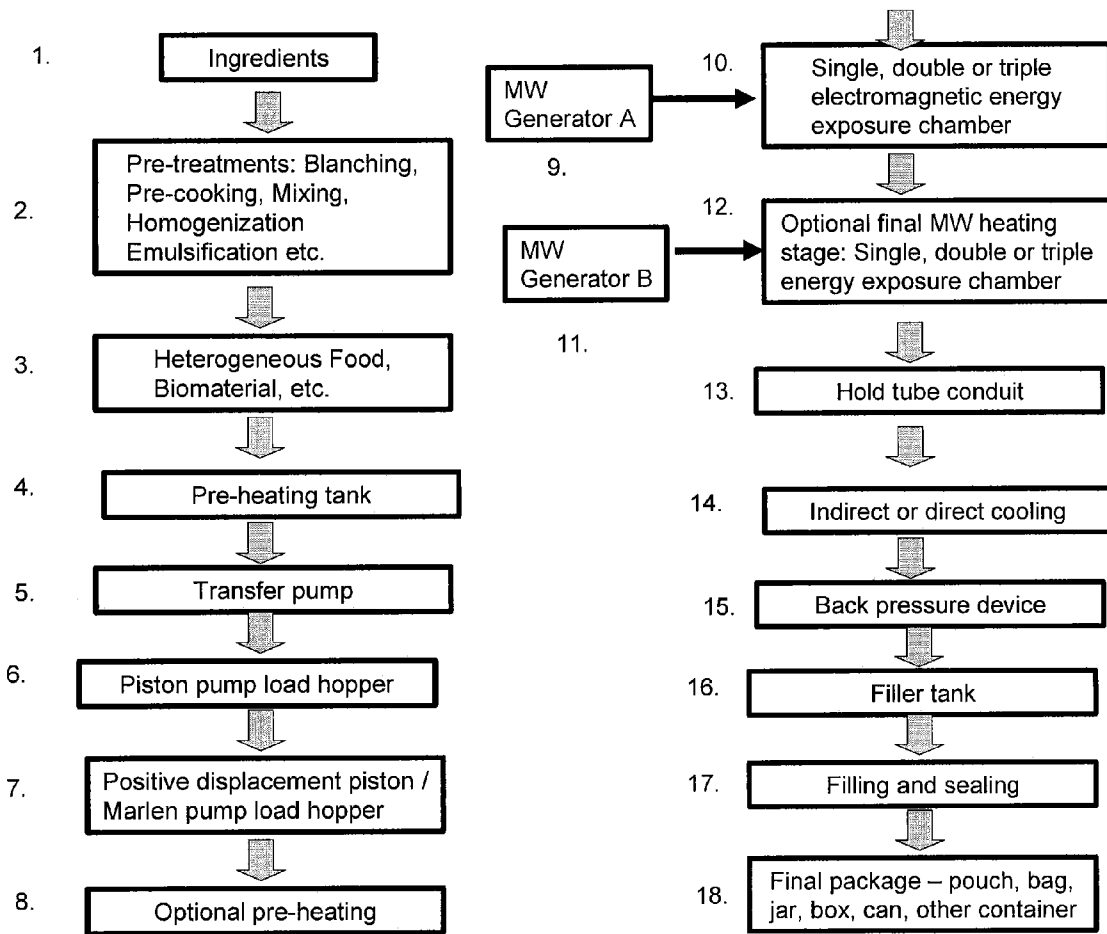 1.
Ingredients
2.
Pre-treatments: Blanching,
Pre-cooking, Mixing,
Homogenization
Emulsification etc.
3.
Heterogeneous Food,
Biomaterial, etc.
4.
Pre-heating tank
5.
Transfer pump
6.
Piston pump load hopper
7.
Positive displacement piston /
Marlen pump load hopper
8.
Optional pre-heating
MW
Generator A
9.
10.
Single, double or triple
electromagnetic energy
exposure chamber
MW
Generator B
11.
12.
Optional final MW heating
stage: Single, double or triple
energy exposure chamber
13.
Hold tube conduit
14.
Indirect or direct cooling
15.
Back pressure device
16.
Filler tank
17.
Filling and sealing
18.
Final package – pouch, bag,
jar, box, can, other container